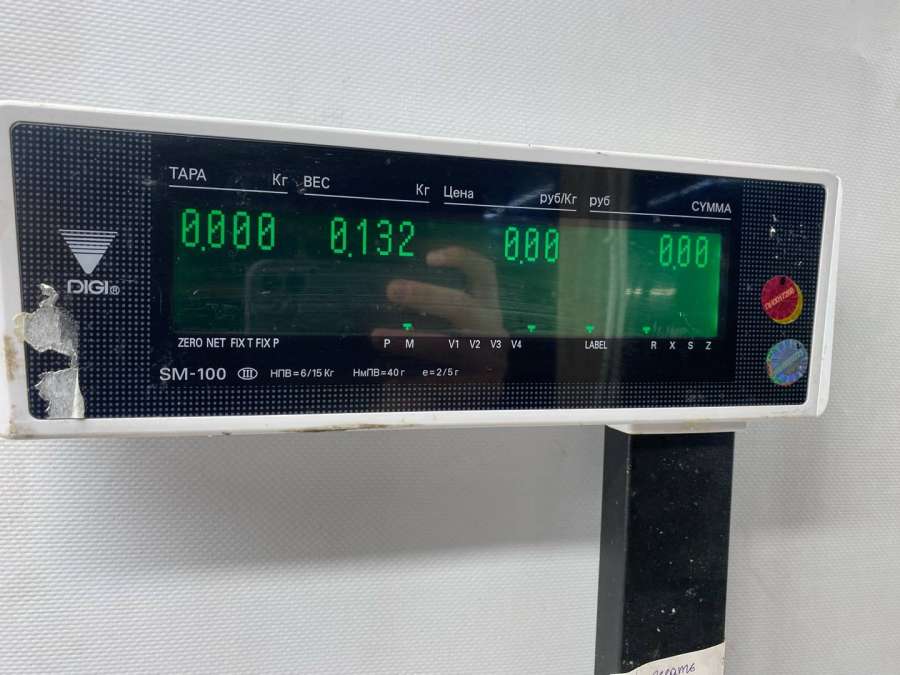 ТАРА Кг ВЕС Кг Цена руб/Кг руб СУММА
0.000 0.132 0.00 0.00
DIGI®
ZERO NET FIX T FIX P P M V1 V2 V3 V4 LABEL R X S Z
SM-100 III НПВ=6/15 Кг НмПВ=40 г e=2/5 г